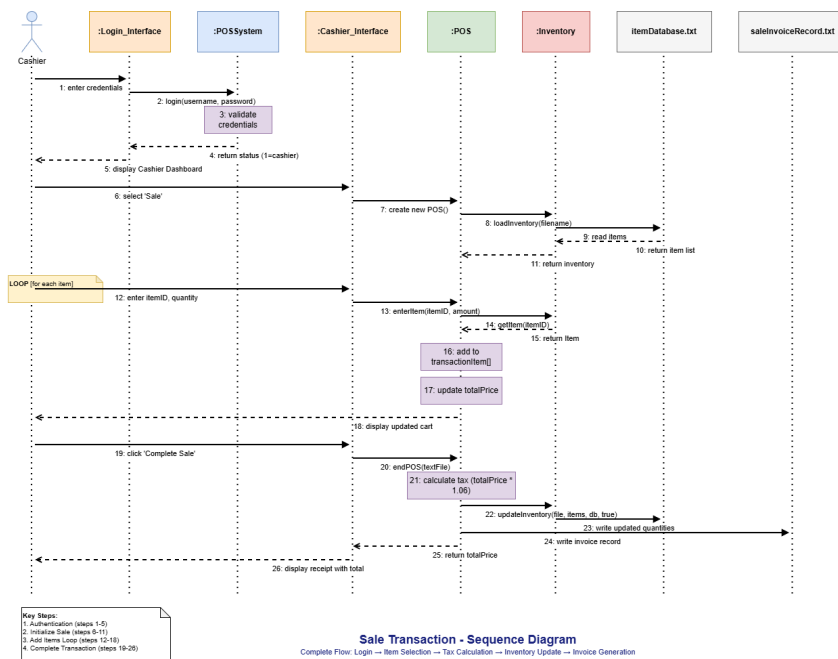 :Login_Interface
:POSSystem
:Cashier_Interface
:POS
:Inventory
itemDatabase.txt
saleInvoiceRecord.txt
Cashier
1: enter credentials
2: login(username, password)
3: validate
credentials
4: return status (1=cashier)
5: display Cashier Dashboard
6: select 'Sale'
7: create new POS()
8: loadInventory(filename)
9: read items
10: return item list
11: return inventory
LOOP [for each item]
12: enter itemID, quantity
13: enterItem(itemID, amount)
14: getItem(itemID)
15: return Item
16: add to
transactionItem[]
17: update totalPrice
18: display updated cart
19: click 'Complete Sale'
20: endPOS(textFile)
21: calculate tax (totalPrice *
1.06)
22: updateInventory(file, items, db, true)
23: write updated quantities
24: write invoice record
25: return totalPrice
26: display receipt with total
Key Steps:
1. Authentication (steps 1-5)
2. Initialize Sale (steps 6-11)
3. Add Items Loop (steps 12-18)
4. Complete Transaction (steps 19-26)
Sale Transaction - Sequence Diagram
Complete Flow: Login → Item Selection → Tax Calculation → Inventory Update → Invoice Generation